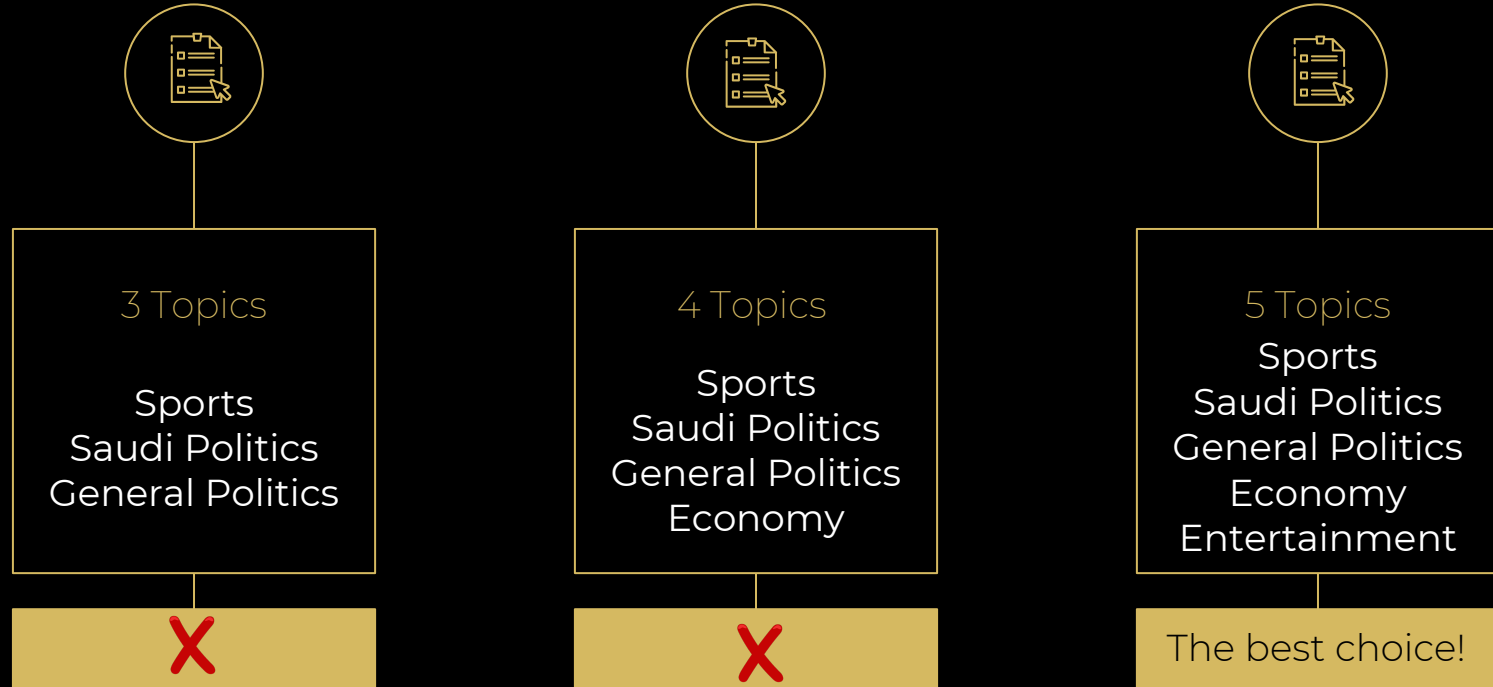 3 Topics
Sports
Saudi Politics
General Politics
4 Topics
Sports
Saudi Politics
General Politics
Economy
5 Topics
Sports
Saudi Politics
General Politics
Economy
Entertainment
The best choice!